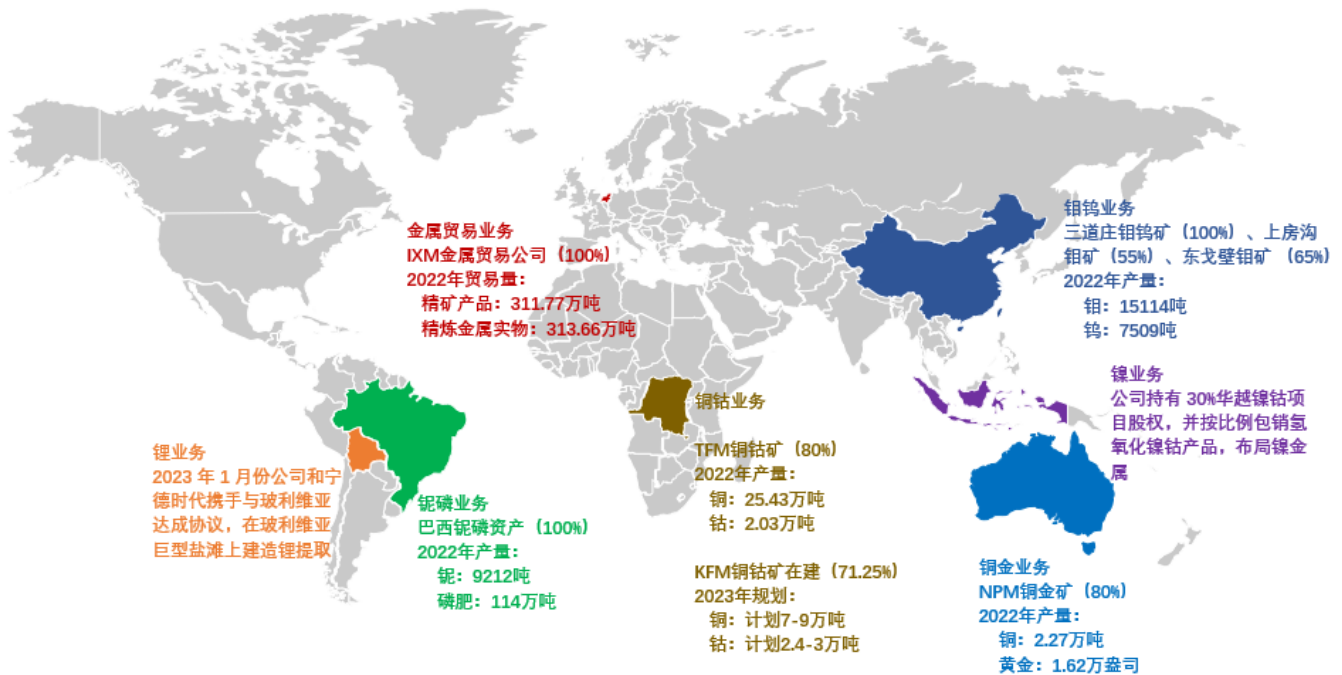 金属贸易业务
IXM金属贸易公司（100%）
2022年贸易量：
精矿产品：311.77万吨
精炼金属实物：313.66万吨
钼钨业务
三道庄钼钨矿（100%）、上房沟
钼矿（55%）、东戈壁钼矿（65%）
2022年产量：
钼：15114吨
钨：7509吨
镍业务
公司持有 30%华越镍钴项
目股权，并按比例包销氢
氧化镍钴产品，布局镍金
属
铜钴业务
TFM铜钴矿（80%）
2022年产量：
铜：25.43万吨
钴：2.03万吨
KFM铜钴矿在建（71.25%）
2023年规划：
铜：计划7-9万吨
钴：计划2.4-3万吨
锂业务
2023 年 1 月份公司和宁
德时代携手与玻利维亚
达成协议，在玻利维亚
巨型盐滩上建造锂提取
铌磷业务
巴西铌磷资产（100%）
2022年产量：
铌：9212吨
磷肥：114万吨
铜金业务
NPM铜金矿（80%）
2022年产量：
铜：2.27万吨
黄金：1.62万盎司